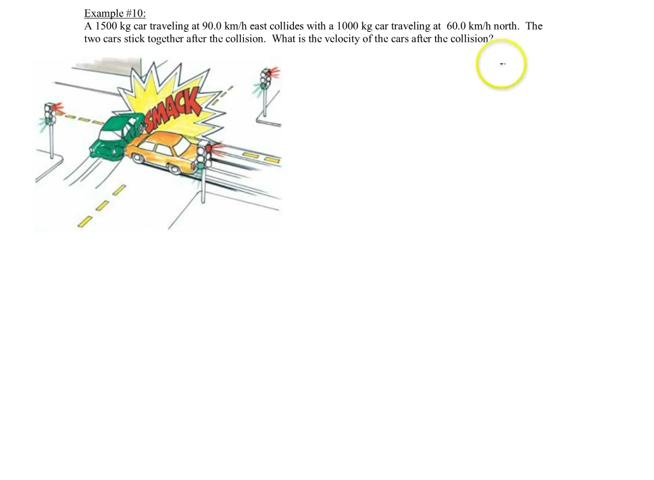 Example #10:
A 1500 kg car traveling at 90.0 km/h east collides with a 1000 kg car traveling at 60.0 km/h north. The
two cars stick together after the collision. What is the velocity of the cars after the collision?
SMACK